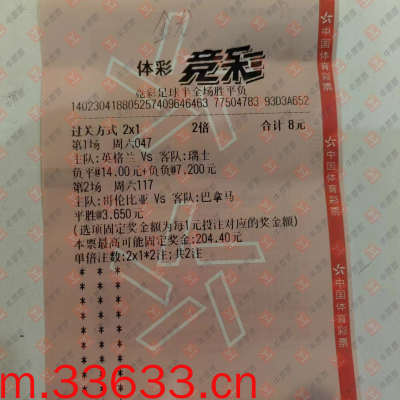 体彩 竞彩
竞彩足球半全场胜平负
140230418805257409646463 77504783 93D3A652
过关方式 2x1 2倍 合计 8元
第1场 周六047
主队:英格兰 Vs 客队:瑞士
负平@14.00元+负负@7.200元
第2场 周六117
主队:哥伦比亚 Vs 客队:巴拿马
平胜@3.650元
(选项固定奖金额为每1元投注对应的奖金额)
本票最高可能固定奖金:204.40元
单倍注数:2x1*2注;共2注
* * *
* * *
* * *
* * *
* * *
* * *
* * *
* * *
m.33633.cn
中国体育彩票
中国体育彩票
中国体育彩票